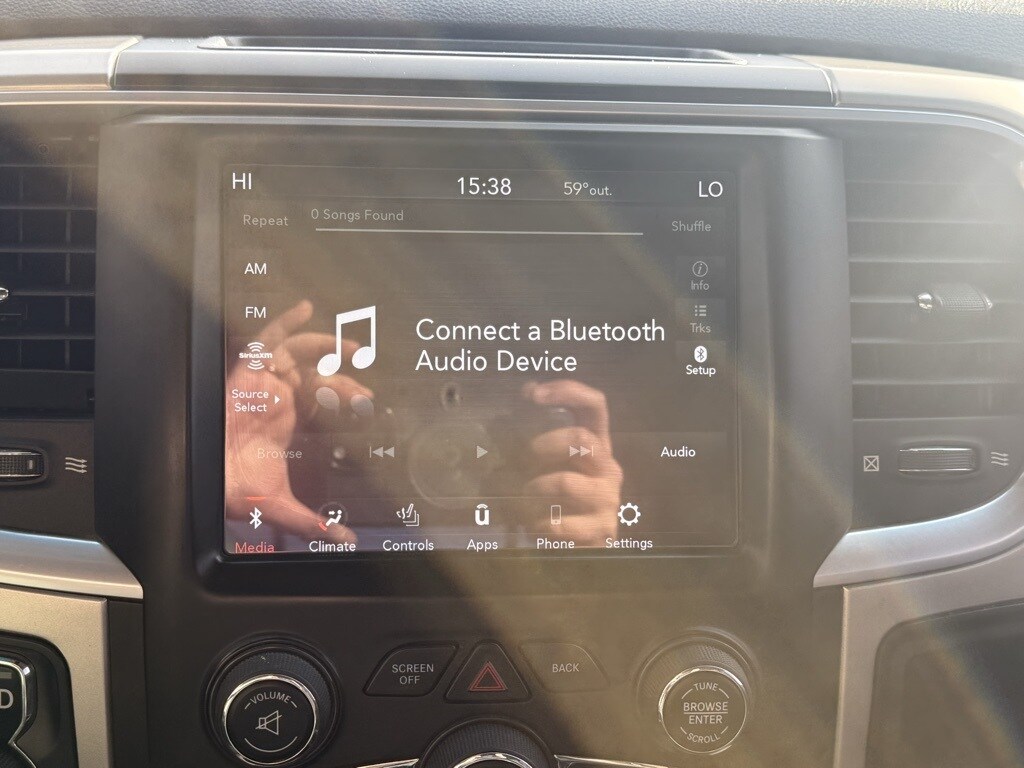 HI
15:38
59°out.
LO
Repeat
0 Songs Found
Shuffle
AM
Info
FM
Trks
SiriusXM
Connect a Bluetooth
Audio Device
Setup
Source
Select
Browse
Audio
Media
Climate
Controls
Apps
Phone
Settings
SCREEN
OFF
BACK
VOLUME
TUNE
BROWSE
ENTER
SCROLL
D